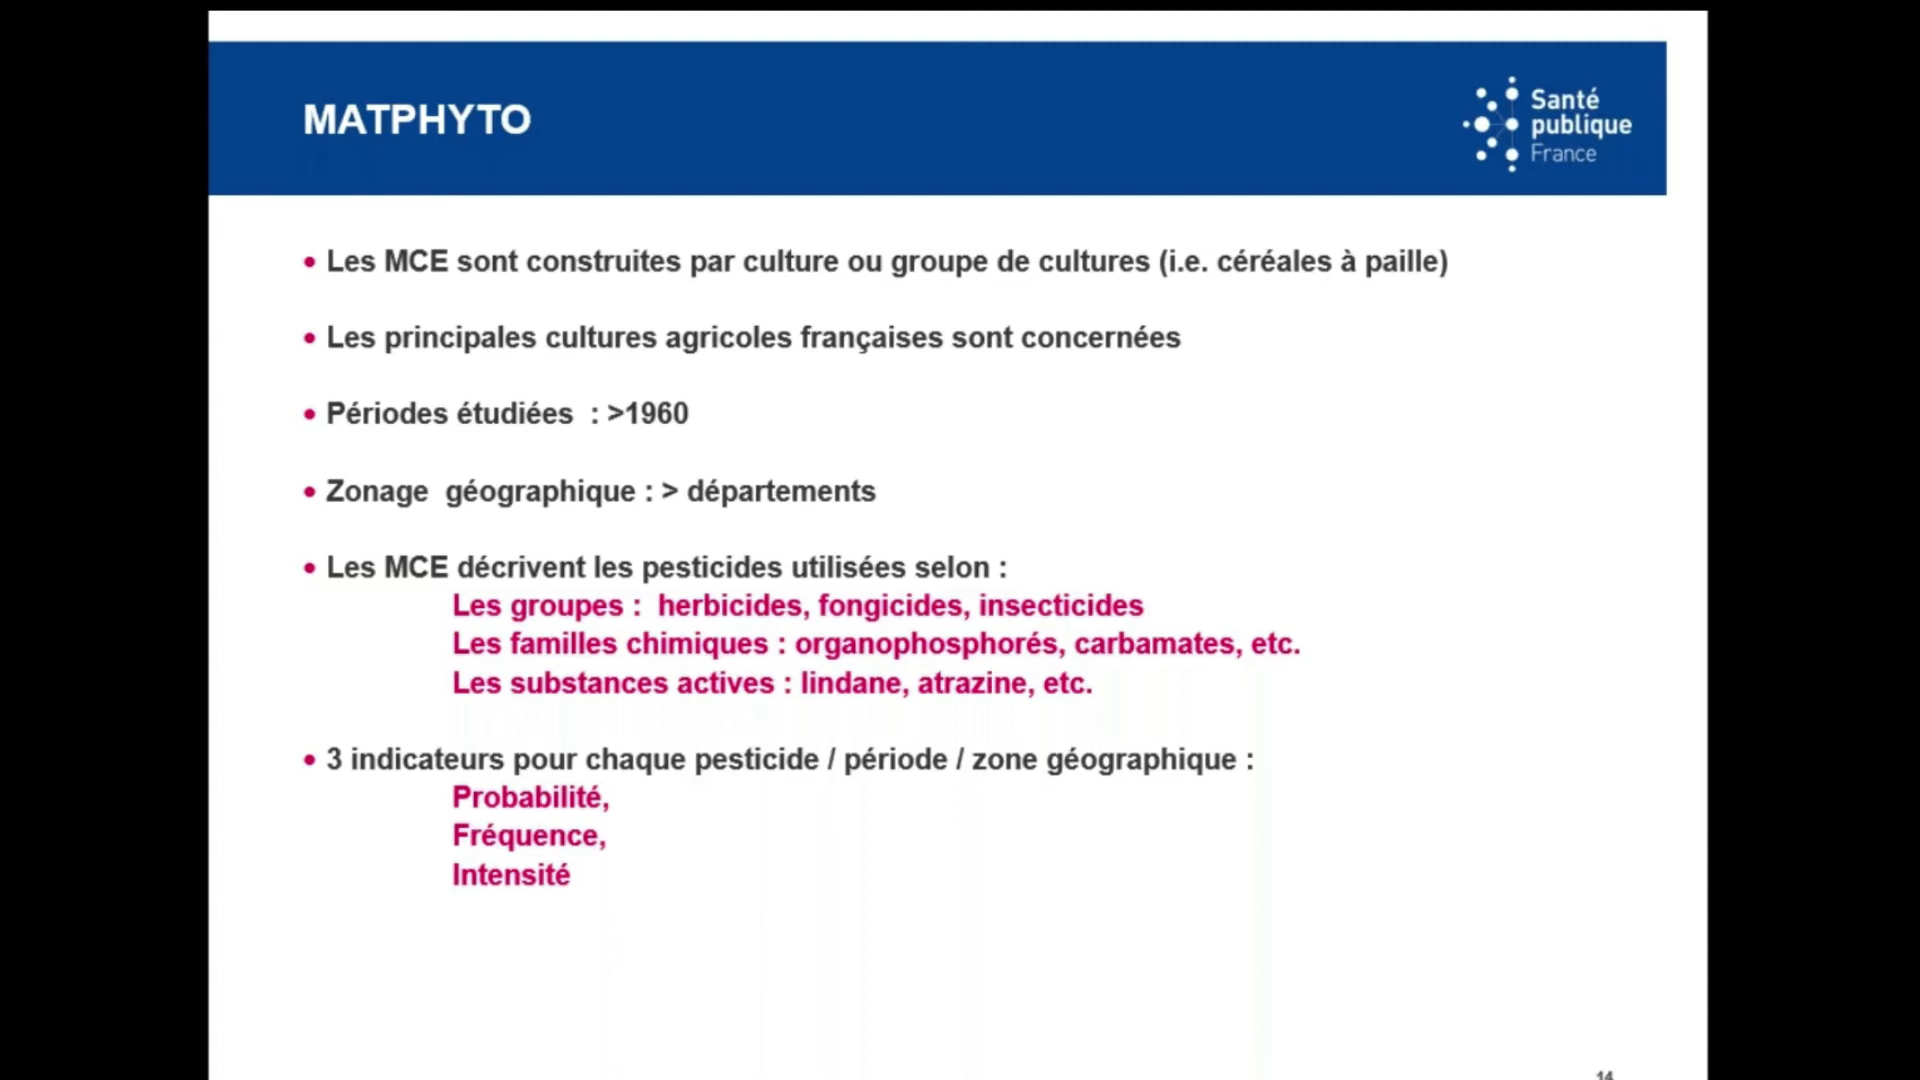 MATPHYTO
Santé
publique
France
• Les MCE sont construites par culture ou groupe de cultures (i.e. céréales à paille)
• Les principales cultures agricoles françaises sont concernées
• Périodes étudiées  : >1960
• Zonage  géographique : > départements
• Les MCE décrivent les pesticides utilisées selon :
Les groupes :  herbicides, fongicides, insecticides
Les familles chimiques : organophosphorés, carbamates, etc.
Les substances actives : lindane, atrazine, etc.
• 3 indicateurs pour chaque pesticide / période / zone géographique :
Probabilité,
Fréquence,
Intensité
14